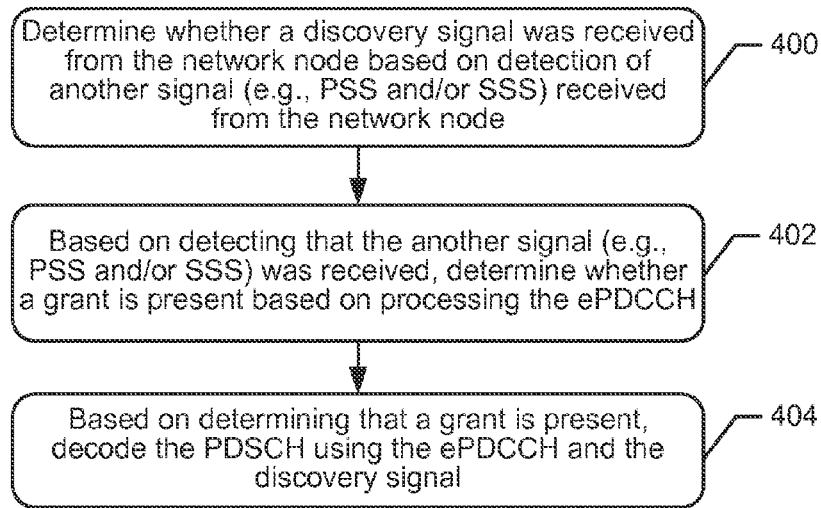 Determine whether a discovery signal was received
from the network node based on detection of
another signal (e.g., PSS and/or SSS) received
from the network node
400
Based on detecting that the another signal (e.g.,
PSS and/or SSS) was received, determine whether
a grant is present based on processing the ePDCCH
402
Based on determining that a grant is present,
decode the PDSCH using the ePDCCH and the
discovery signal
404